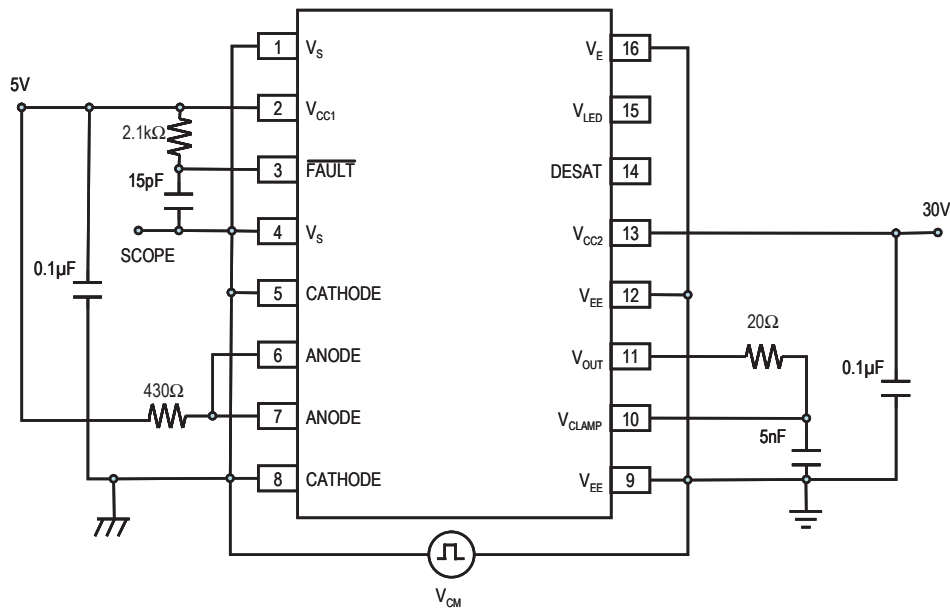 1 V_S
2 V_CC1
3 F̅A̅U̅L̅T̅
4 V_S
5 CATHODE
6 ANODE
7 ANODE
8 CATHODE
V_E 16
V_LED 15
DESAT 14
V_CC2 13
V_EE 12
V_OUT 11
V_CLAMP 10
V_EE 9
5V
2.1kΩ
15pF
SCOPE
0.1µF
430Ω
30V
20Ω
0.1µF
5nF
V_CM